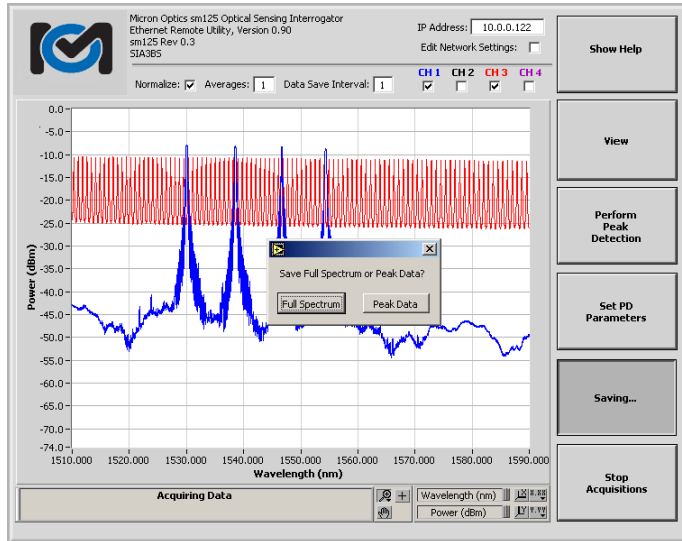 Micron Optics sm125 Optical Sensing Interrogator
Ethernet Remote Utility, Version 0.90
sm125 Rev 0.3
SIA3B5
IP Address: 10.0.0.122
Edit Network Settings:
Normalize: Averages: 1 Data Save Interval: 1
CH 1 CH 2 CH 3 CH 4
Show Help
View
Perform
Peak
Detection
Set PD
Parameters
Saving...
Stop
Acquisitions
Power (dBm)
0.0
-5.0
-10.0
-15.0
-20.0
-25.0
-30.0
-35.0
-40.0
-45.0
-50.0
-55.0
-60.0
-65.0
-70.0
-74.0
Save Full Spectrum or Peak Data?
Full Spectrum Peak Data
1510.000 1520.000 1530.000 1540.000 1550.000 1560.000 1570.000 1580.000 1590.000
Wavelength (nm)
Acquiring Data
Wavelength (nm)
Power (dBm)